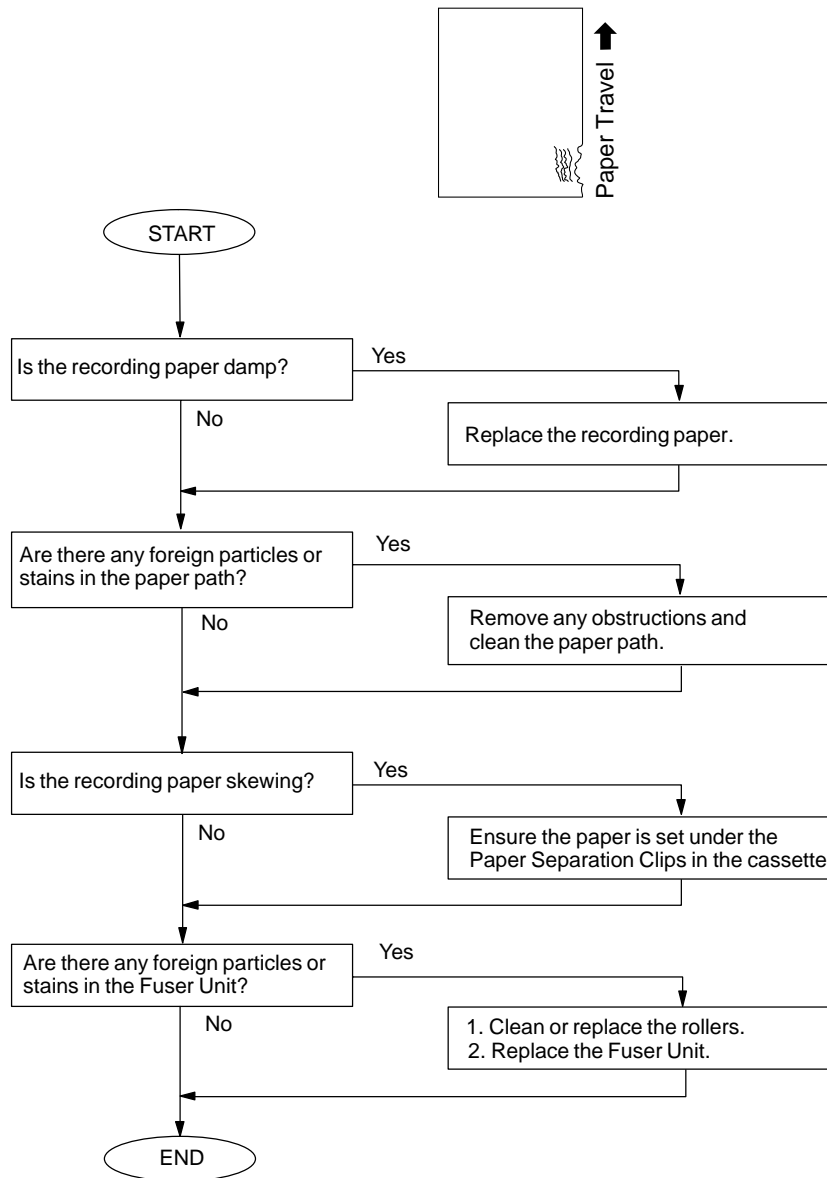 Paper Travel
START
Is the recording paper damp?
Yes
No
Replace the recording paper.
Are there any foreign particles or
stains in the paper path?
Yes
No
Remove any obstructions and
clean the paper path.
Is the recording paper skewing?
Yes
No
Ensure the paper is set under the
Paper Separation Clips in the cassette
Are there any foreign particles or
stains in the Fuser Unit?
Yes
No
1. Clean or replace the rollers.
2. Replace the Fuser Unit.
END